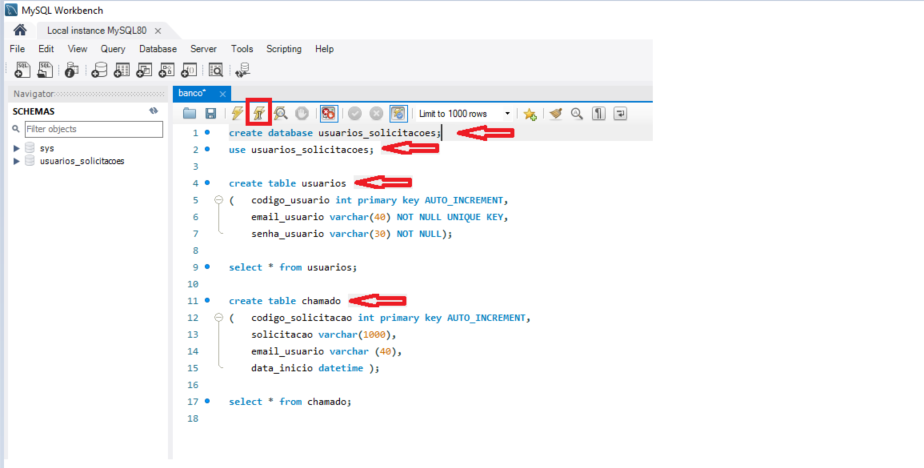 MySQL Workbench
Local instance MySQL80
File Edit View Query Database Server Tools Scripting Help
Navigator
SCHEMAS
Filter objects
sys
usuarios_solicitacoes
banco*
Limit to 1000 rows
1 create database usuarios_solicitacoes;
2 use usuarios_solicitacoes;
3
4 create table usuarios
5 ( codigo_usuario int primary key AUTO_INCREMENT,
6 email_usuario varchar(40) NOT NULL UNIQUE KEY,
7 senha_usuario varchar(30) NOT NULL);
8
9 select * from usuarios;
10
11 create table chamado
12 ( codigo_solicitacao int primary key AUTO_INCREMENT,
13 solicitacao varchar(1000),
14 email_usuario varchar (40),
15 data_inicio datetime );
16
17 select * from chamado;
18